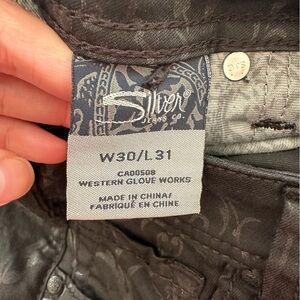 Silver
JEANS CO.
W30/L31
CA00508
WESTERN GLOVE WORKS
MADE IN CHINA/
FABRIQUÉ EN CHINE